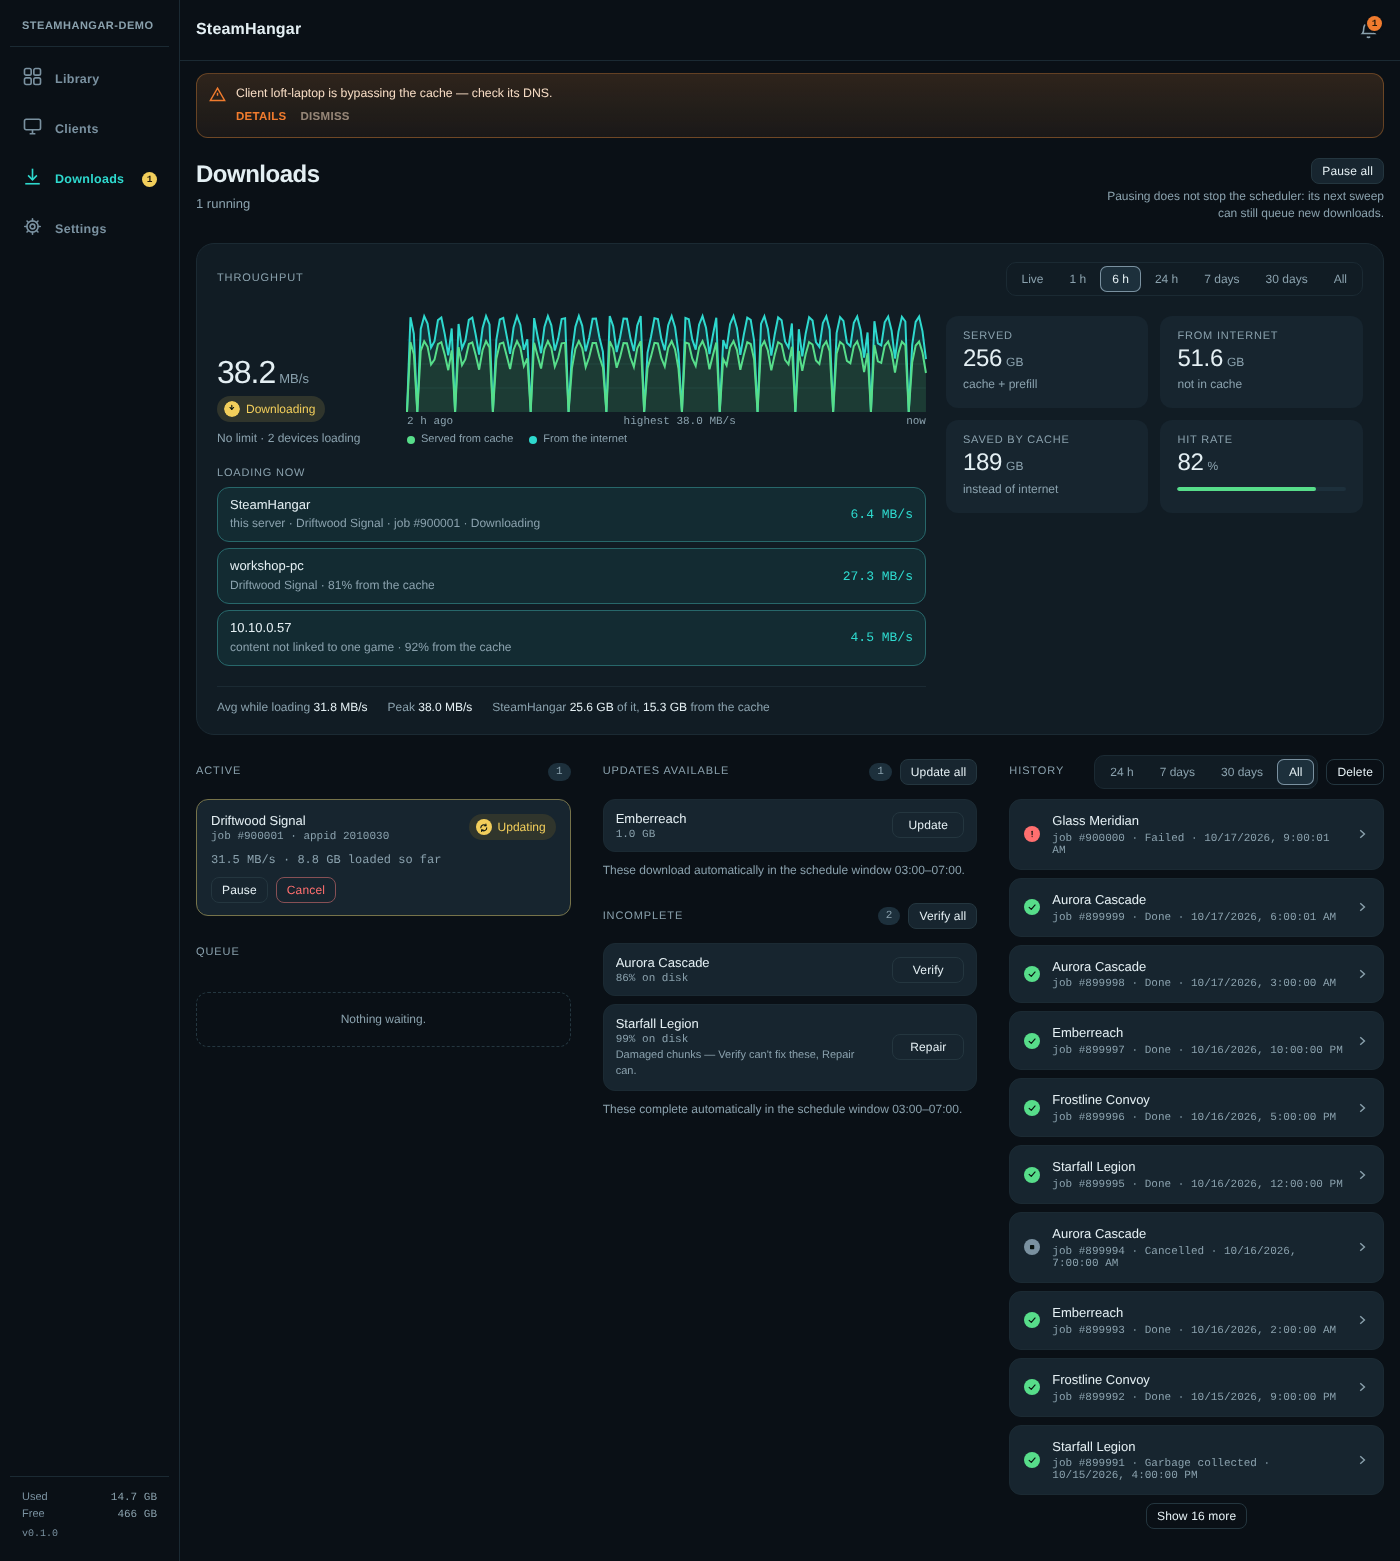 STEAMHANGAR-DEMO
Library
Clients
Downloads
1
Settings
Used 14.7 GB
Free 466 GB
v0.1.0
SteamHangar
1
Client loft-laptop is bypassing the cache — check its DNS.
DETAILS DISMISS
Downloads
1 running
Pause all
Pausing does not stop the scheduler: its next sweep
can still queue new downloads.
THROUGHPUT
Live 1 h 6 h 24 h 7 days 30 days All
38.2 MB/s
Downloading
No limit · 2 devices loading
2 h ago highest 38.0 MB/s now
Served from cache From the internet
SERVED
256 GB
cache + prefill
FROM INTERNET
51.6 GB
not in cache
SAVED BY CACHE
189 GB
instead of internet
HIT RATE
82 %
LOADING NOW
SteamHangar
this server · Driftwood Signal · job #900001 · Downloading
6.4 MB/s
workshop-pc
Driftwood Signal · 81% from the cache
27.3 MB/s
10.10.0.57
content not linked to one game · 92% from the cache
4.5 MB/s
Avg while loading 31.8 MB/s Peak 38.0 MB/s SteamHangar 25.6 GB of it, 15.3 GB from the cache
ACTIVE 1
Driftwood Signal
job #900001 · appid 2010030
Updating
31.5 MB/s · 8.8 GB loaded so far
Pause Cancel
QUEUE
Nothing waiting.
UPDATES AVAILABLE 1 Update all
Emberreach
1.0 GB
Update
These download automatically in the schedule window 03:00–07:00.
INCOMPLETE 2 Verify all
Aurora Cascade
86% on disk
Verify
Starfall Legion
99% on disk
Damaged chunks — Verify can't fix these, Repair
can.
Repair
These complete automatically in the schedule window 03:00–07:00.
HISTORY 24 h 7 days 30 days All Delete
Glass Meridian
job #900000 · Failed · 10/17/2026, 9:00:01
AM
Aurora Cascade
job #899999 · Done · 10/17/2026, 6:00:01 AM
Aurora Cascade
job #899998 · Done · 10/17/2026, 3:00:00 AM
Emberreach
job #899997 · Done · 10/16/2026, 10:00:00 PM
Frostline Convoy
job #899996 · Done · 10/16/2026, 5:00:00 PM
Starfall Legion
job #899995 · Done · 10/16/2026, 12:00:00 PM
Aurora Cascade
job #899994 · Cancelled · 10/16/2026,
7:00:00 AM
Emberreach
job #899993 · Done · 10/16/2026, 2:00:00 AM
Frostline Convoy
job #899992 · Done · 10/15/2026, 9:00:00 PM
Starfall Legion
job #899991 · Garbage collected ·
10/15/2026, 4:00:00 PM
Show 16 more